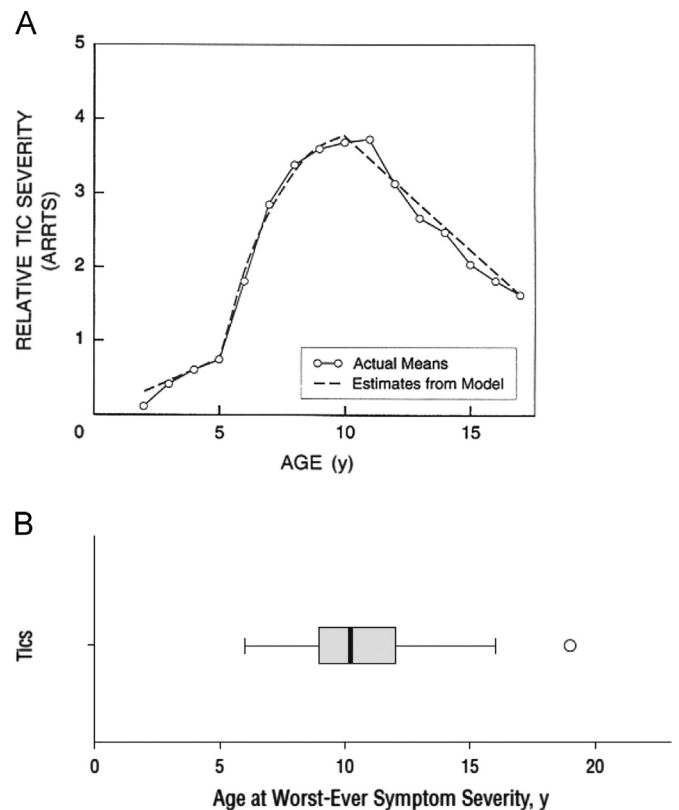 A
RELATIVE TIC SEVERITY
(ARRTS)
5
4
3
2
1
0
5
10
15
AGE (y)
Actual Means
Estimates from Model
B
Tics
0
5
10
15
20
Age at Worst-Ever Symptom Severity, y